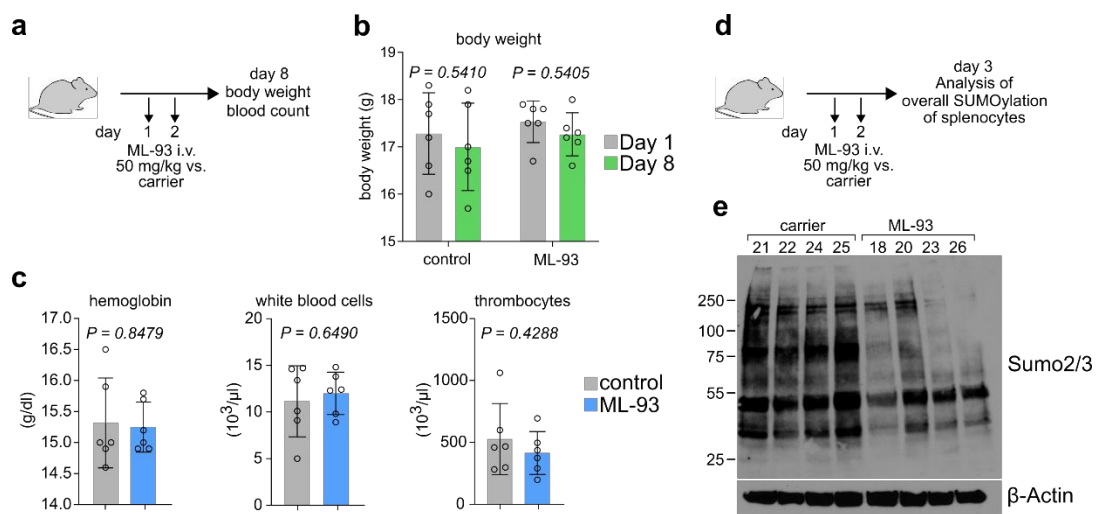 a
day 8
body weight
blood count
day 1 2
ML-93 i.v.
50 mg/kg vs.
carrier
b
body weight
P = 0.5410 P = 0.5405
body weight (g)
19
18
17
16
15
control ML-93
Day 1
Day 8
c
hemoglobin
P = 0.8479
(g/dl)
17.0
16.5
16.0
15.5
15.0
14.5
14.0
white blood cells
P = 0.6490
(10³/µl)
20
15
10
5
0
thrombocytes
P = 0.4288
(10³/µl)
1500
1000
500
0
control
ML-93
d
day 3
Analysis of
overall SUMOylation
of splenocytes
day 1 2
ML-93 i.v.
50 mg/kg vs.
carrier
e
carrier ML-93
21 22 24 25 18 20 23 26
250
100
75
55
25
Sumo2/3
β-Actin